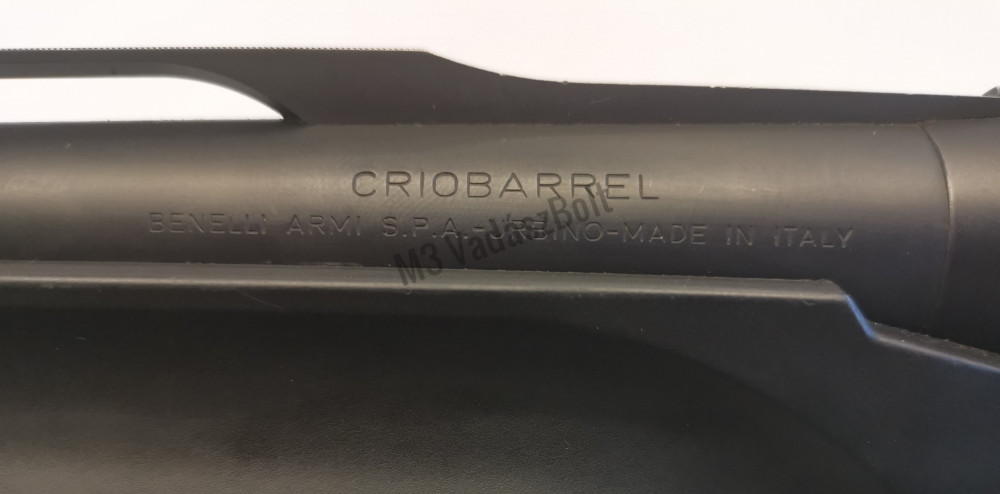 CRIOBARREL
BENELLI ARMI S.P.A.-URBINO-MADE IN ITALY
M3 VadászBolt